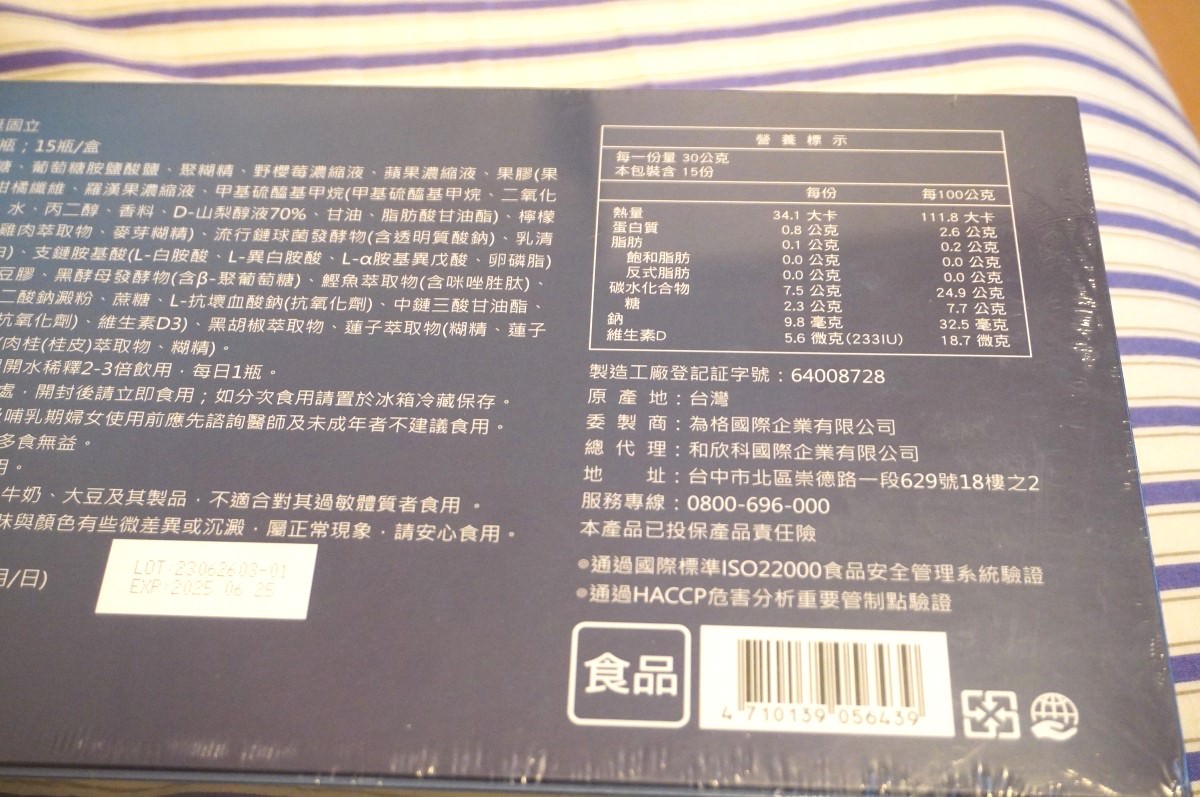 圖立
瓶；15瓶/盒
糖、葡萄糖胺鹽酸鹽、聚糊精、野櫻莓濃縮液、蘋果濃縮液、果膠(果
柑橘纖維、羅漢果濃縮液、甲基硫醯基甲烷(甲基硫醯基甲烷、二氧化
水、丙二醇、香料、D-山梨醇液70%、甘油、脂肪酸甘油酯)、檸檬
雞肉萃取物、麥芽糊精)、流行鏈球菌發酵物(含透明質酸鈉)、乳清
)、支鏈胺基酸(L-白胺酸、L-異白胺酸、L-α胺基異戊酸、卵磷脂)
豆膠、黑酵母發酵物(含β-聚葡萄糖)、鰹魚萃取物(含咪唑胜肽)、
二酸鈉澱粉、蔗糖、L-抗壞血酸鈉(抗氧化劑)、中鏈三酸甘油酯、
抗氧化劑)、維生素D3)、黑胡椒萃取物、蓮子萃取物(糊精、蓮子
(肉桂(桂皮)萃取物、糊精)。
開水稀釋2-3倍飲用，每日1瓶。
處，開封後請立即食用；如分次食用請置於冰箱冷藏保存。
哺乳期婦女使用前應先諮詢醫師及未成年者不建議食用。
多食無益。
用。
牛奶、大豆及其製品，不適合對其過敏體質者食用。
味與顏色有些微差異或沉澱，屬正常現象，請安心食用。
月/日)
LOT 23062603-01
EXP 2025 06 25
營養標示
每一份量 30公克
本包裝含 15份
每份 每100公克
熱量 34.1 大卡 111.8 大卡
蛋白質 0.8 公克 2.6 公克
脂肪 0.1 公克 0.2 公克
飽和脂肪 0.0 公克 0.0 公克
反式脂肪 0.0 公克 0.0 公克
碳水化合物 7.5 公克 24.9 公克
糖 2.3 公克 7.7 公克
鈉 9.8 毫克 32.5 毫克
維生素D 5.6 微克(233IU) 18.7 微克
製造工廠登記証字號：64008728
原產地：台灣
委製商：為格國際企業有限公司
總代理：和欣科國際企業有限公司
地址：台中市北區崇德路一段629號18樓之2
服務專線：0800-696-000
本產品已投保產品責任險
●通過國際標準ISO22000食品安全管理系統驗證
●通過HACCP危害分析重要管制點驗證
食品
4 710139 056439